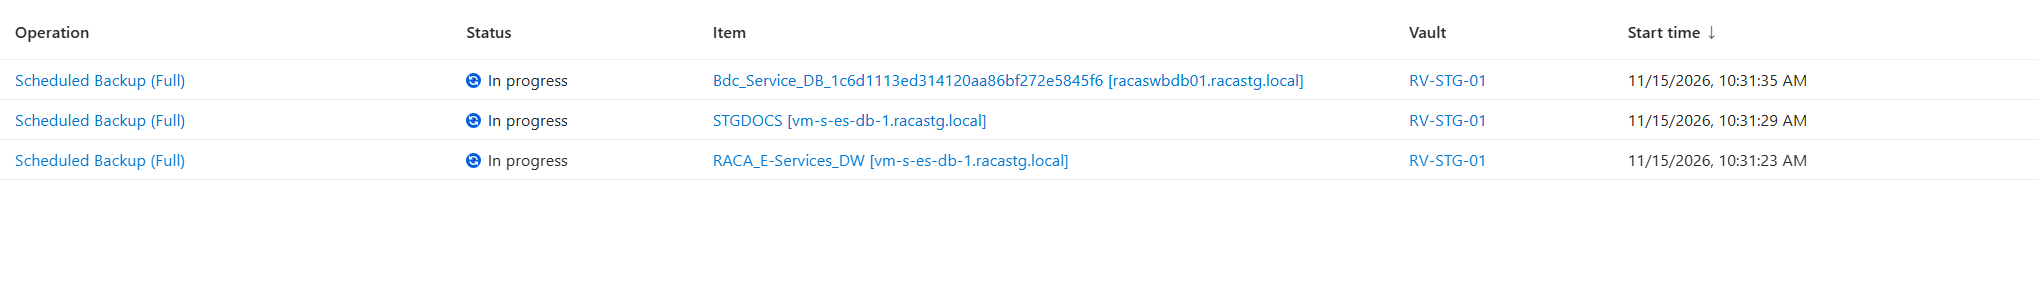 Operation Status Item Vault Start time ↓
Scheduled Backup (Full) In progress Bdc_Service_DB_1c6d1113ed314120aa86bf272e5845f6 [racaswbdb01.racastg.local] RV-STG-01 11/15/2026, 10:31:35 AM
Scheduled Backup (Full) In progress STGDOCS [vm-s-es-db-1.racastg.local] RV-STG-01 11/15/2026, 10:31:29 AM
Scheduled Backup (Full) In progress RACA_E-Services_DW [vm-s-es-db-1.racastg.local] RV-STG-01 11/15/2026, 10:31:23 AM